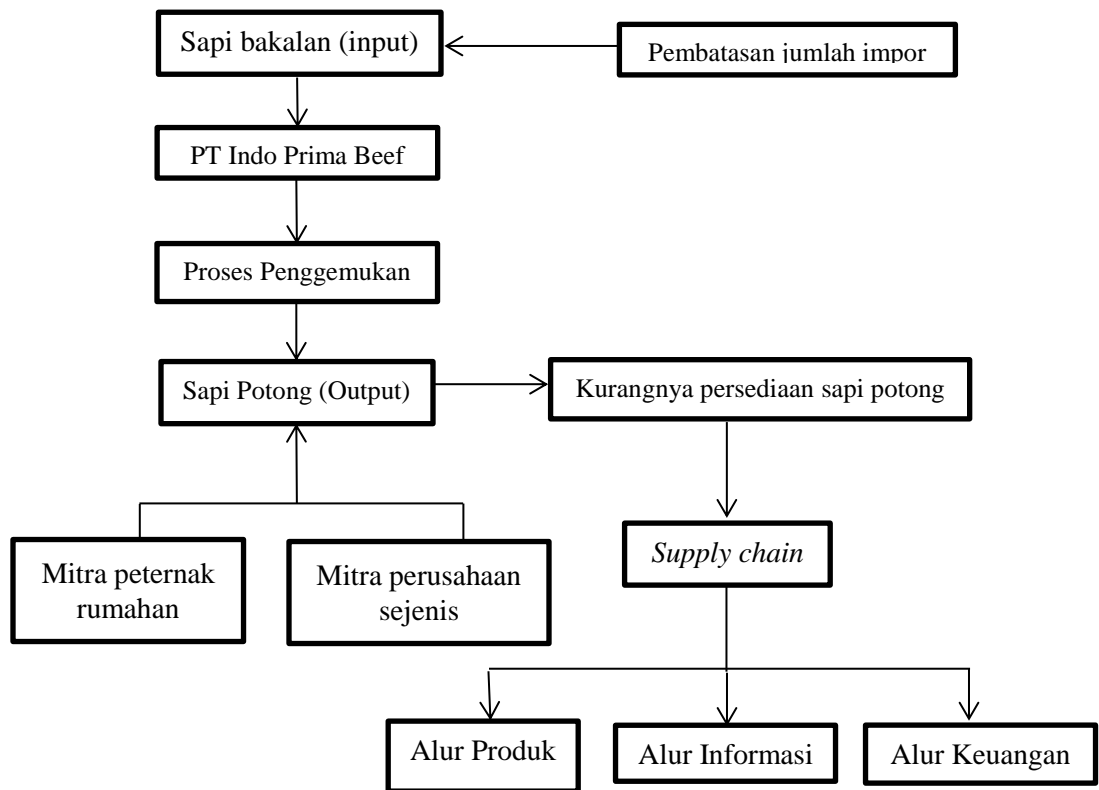 Sapi bakalan (input)
Pembatasan jumlah impor
PT Indo Prima Beef
Proses Penggemukan
Sapi Potong (Output)
Kurangnya persediaan sapi potong
Mitra peternak
rumahan
Mitra perusahaan
sejenis
Supply chain
Alur Produk
Alur Informasi
Alur Keuangan